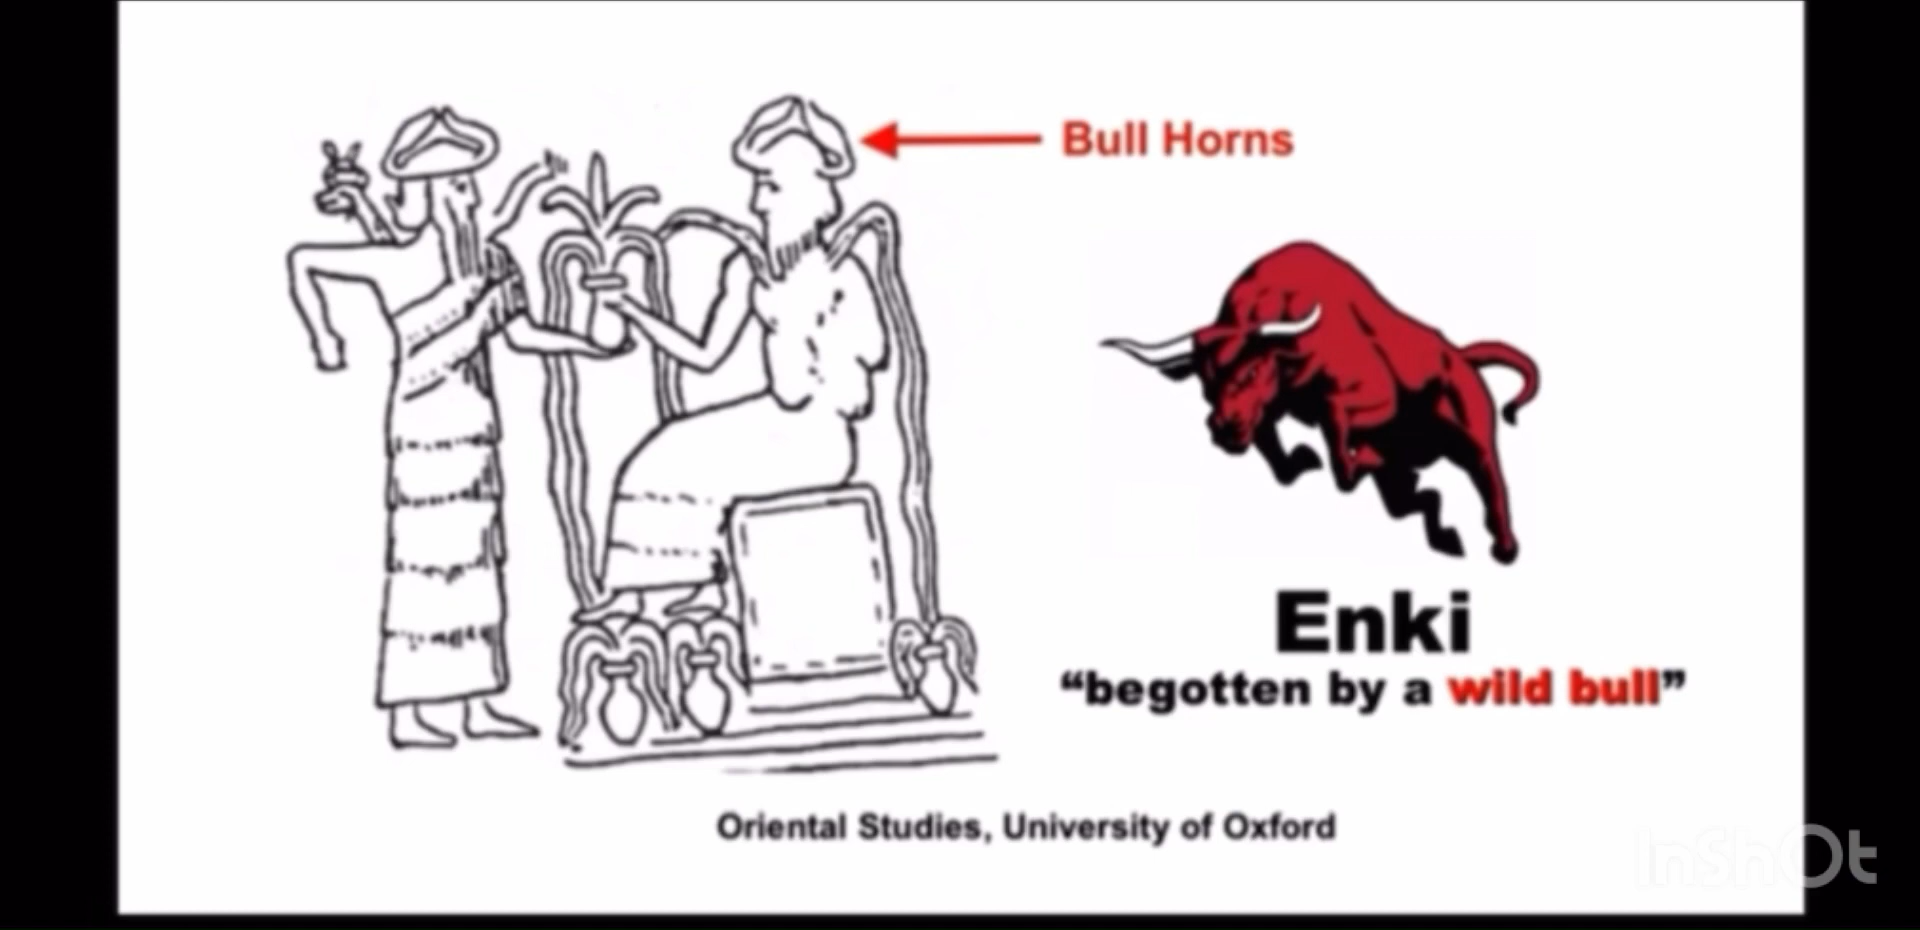 Bull Horns
Enki
“begotten by a wild bull”
Oriental Studies, University of Oxford
InShOt